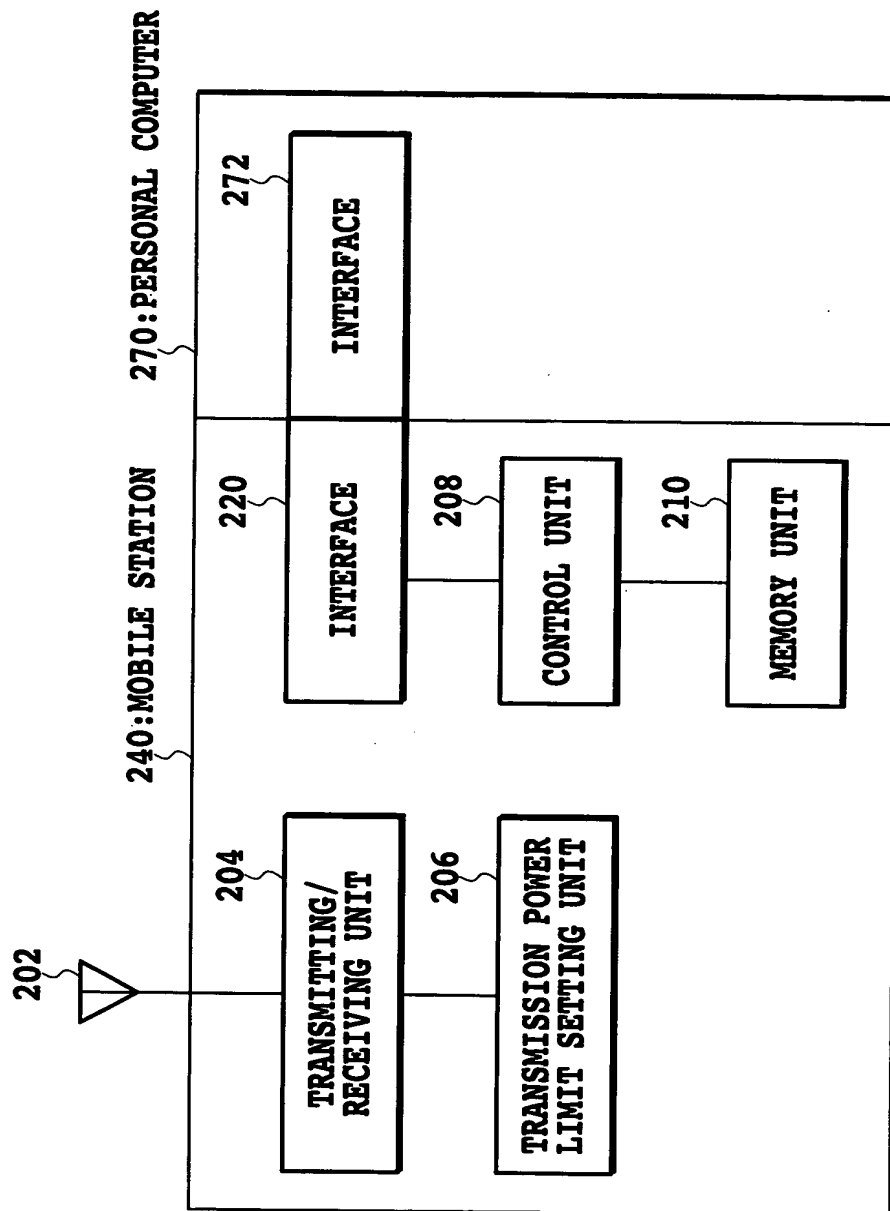 202
240:MOBILE STATION
270:PERSONAL COMPUTER
204
TRANSMITTING/
RECEIVING UNIT
220
INTERFACE
272
INTERFACE
206
TRANSMISSION POWER
LIMIT SETTING UNIT
208
CONTROL UNIT
210
MEMORY UNIT